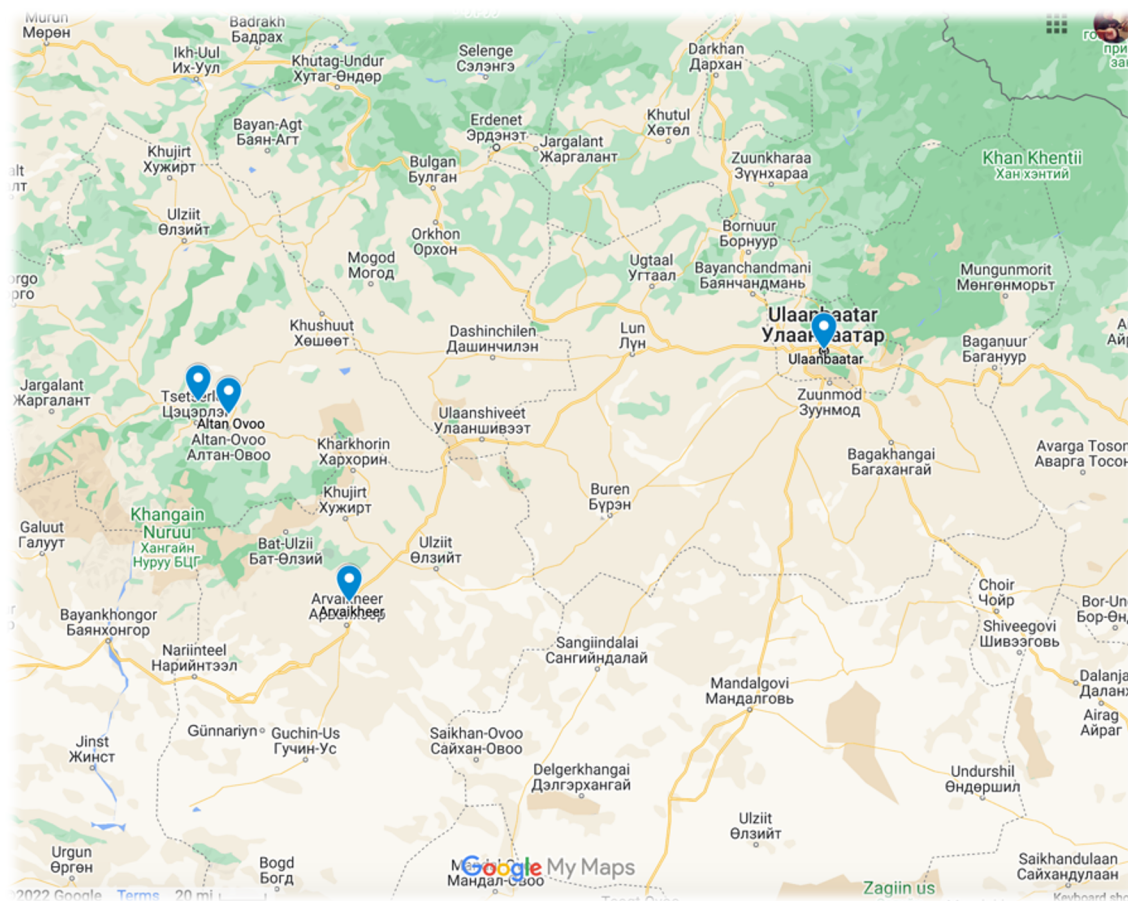 Murun
Мөрөн
Badrakh
Бадрах
Ikh-Uul
Их-Уул
Khutag-Undur
Хутаг-Өндөр
Selenge
Сэлэнгэ
Darkhan
Дархан
Bayan-Agt
Баян-Агт
Erdenet
Эрдэнэт
Jargalant
Жаргалант
Khutul
Хөтөл
Khujirt
Хужирт
Bulgan
Булган
Zuunkharaa
Зүүнхараа
Khan Khentii
Хан хэнтий
Ulziit
Өлзийт
Orkhon
Орхон
Bornuur
Борнуур
Mogod
Могод
Ugtaal
Угтаал
Bayanchandmani
Баянчандмань
Mungunmorit
Мөнгөнморьт
Khushuut
Хөшөөт
Dashinchilen
Дашинчилэн
Lun
Лүн
Ulaanbaatar
Улаанбаатар
Ulaanbaatar
Baganuur
Багануур
Jargalant
Жаргалант
Altan Ovoo
Altan-Ovoo
Алтан-Овоо
Ulaanshiveet
Улааншивээт
Zuunmod
Зуунмод
Kharkhorin
Хархорин
Bagakhangai
Багахангай
Khujirt
Хужирт
Buren
Бүрэн
Khangain
Nuruu
Хангайн
Нуруу БЦГ
Galuut
Галуут
Bat-Ulzii
Бат-Өлзий
Ulziit
Өлзийт
Arvaikheer
Arvaikheer
Choir
Чойр
Bayankhongor
Баянхонгор
Shiveegovi
Шивээговь
Nariinteel
Нарийнтээл
Sangiindalai
Сангийндалай
Mandalgovi
Мандалговь
Airag
Айраг
Günnariyn
Guchin-Us
Гучин-Ус
Saikhan-Ovoo
Сайхан-Овоо
Jinst
Жинст
Delgerkhangai
Дэлгэрхангай
Undurshil
Өндөршил
Ulziit
Өлзийт
Urgun
Өргөн
Bogd
Богд
Google My Maps
Saikhandulaan
Сайхандулаан
Zagiin us
2022 Google Terms 20 mi